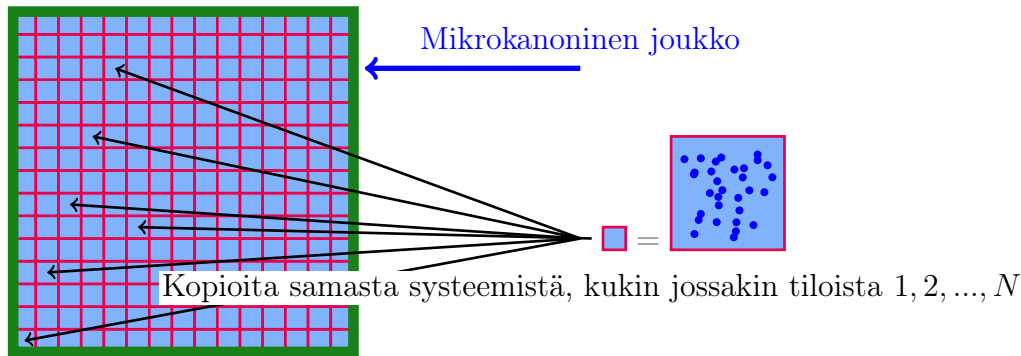 Mikrokanoninen joukko
=
Kopioita samasta systeemistä, kukin jossakin tiloista 1, 2, ..., N